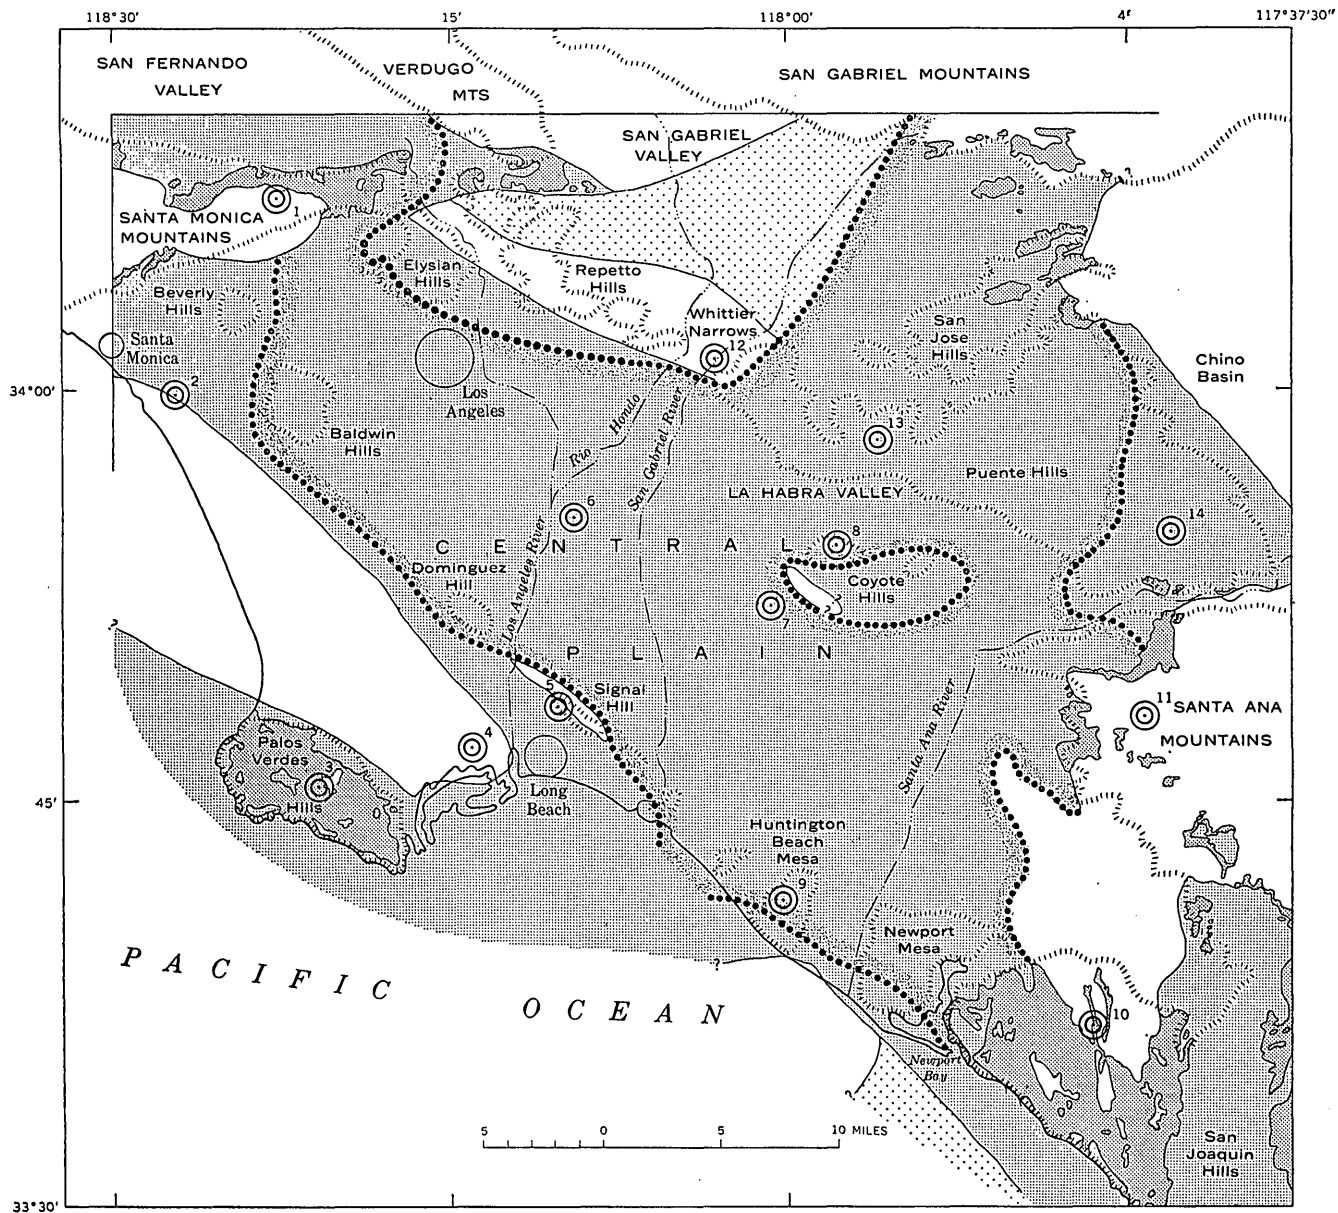 118°30′ 15′ 118°00′ 4′ 117°37′30″
SAN FERNANDO
VALLEY
VERDUGO
MTS
SAN GABRIEL MOUNTAINS
SAN GABRIEL
VALLEY
?
1
SANTA MONICA
MOUNTAINS
Elysian
Hills
Repetto
Hills
Beverly
Hills
Whittier
Narrows
12
San
Jose
Hills
Santa
Monica
Chino
Basin
2
34°00′
Los
Angeles
Rio Hondo
San Gabriel River
13
Baldwin
Hills
Puente Hills
LA HABRA VALLEY
6
14
Los Angeles River
CENTRAL
8
Dominguez
Hill
Coyote
Hills
?
7
?
PLAIN
5
Signal
Hill
Santa Ana River
11
SANTA ANA
MOUNTAINS
4
Palos
Verdes
3
Hills
Long
Beach
45′
Huntington
Beach
Mesa
9
Newport
Mesa
PACIFIC
OCEAN
?
10
Newport
Bay
?
5 0 5 10 MILES
San
Joaquin
Hills
33°30′